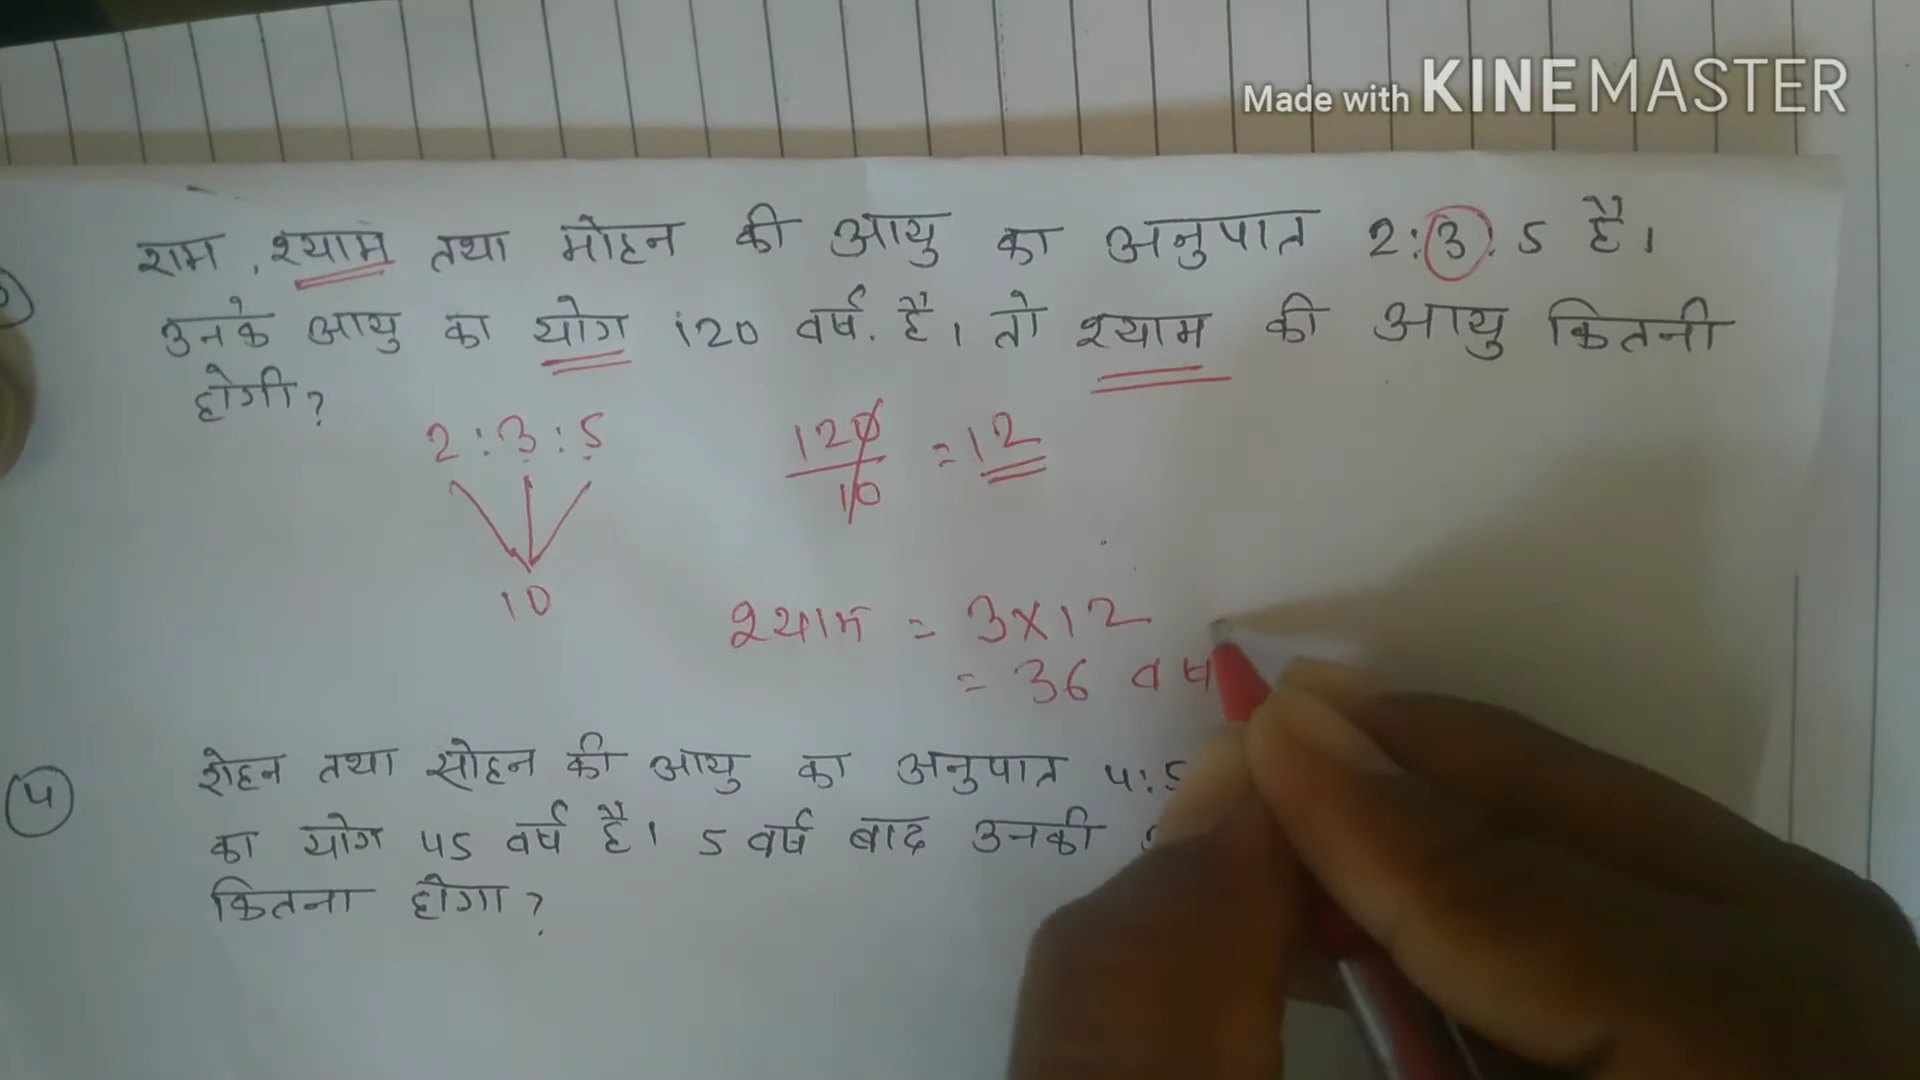 Made with KINEMASTER
राम, श्याम तथा मोहन की आयु का अनुपात 2:3:5 है।
उनके आयु का योग 120 वर्ष. है। तो श्याम की आयु कितनी
होगी?
2:3:5
120
10
=12
10
श्याम = 3×12
= 36 वर्ष
५
रोहन तथा सोहन की आयु का अनुपात 4:5
का योग 45 वर्ष है। 5 वर्ष बाद उनकी
कितना होगा?